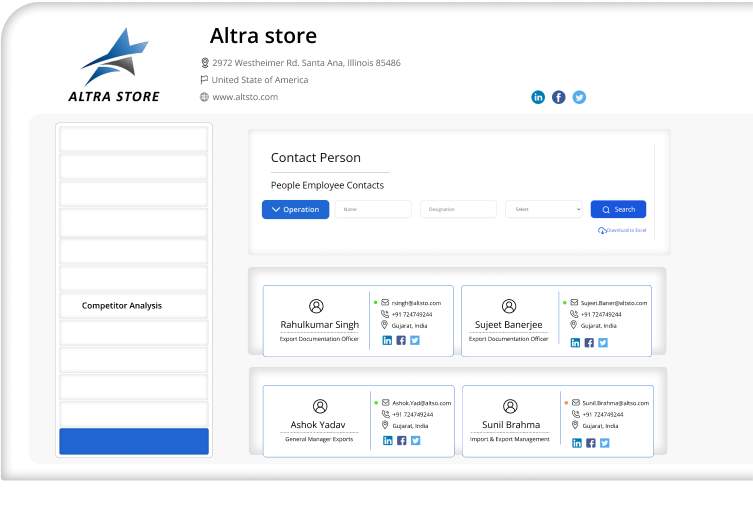 Altra store
2972 Westheimer Rd. Santa Ana, Illinois 85486
United State of America
www.altsto.com
ALTRA STORE
Competitor Analysis
Contact Person
People Employee Contacts
Operation
Name
Designation
Select
Search
Download to Excel
Rahulkumar Singh
Export Documentation Officer
rsingh@altsto.com
+91 724749244
Gujarat, India
Sujeet Banerjee
Export Documentation Officer
Sujeet.Baner@altsto.com
+91 724749244
Gujarat, India
Ashok Yadav
General Manager Exports
Ashok.Yad@altso.com
+91 724749244
Gujarat, India
Sunil Brahma
Import & Export Management
Sunil.Brahma@altso.com
+91 724749244
Gujarat, India